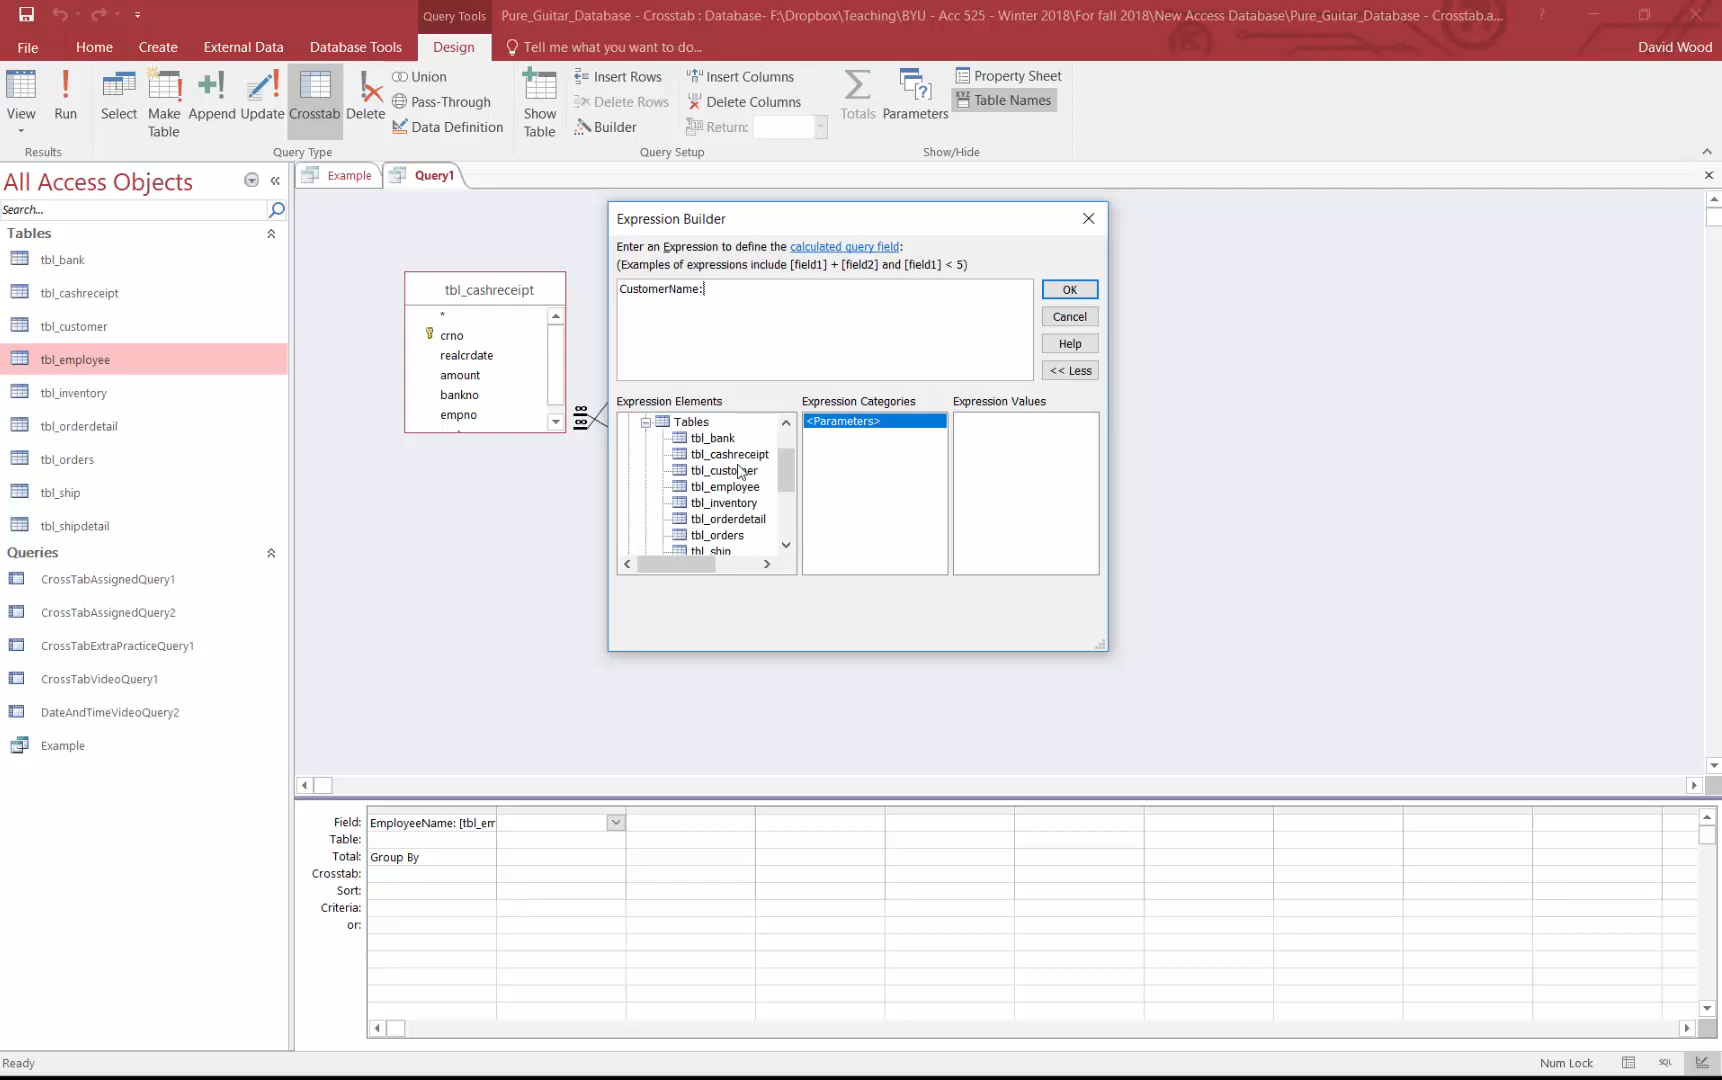 Query Tools
Pure_Guitar_Database - Crosstab : Database- F:\Dropbox\Teaching\BYU - Acc 525 - Winter 2018\For fall 2018\New Access Database\Pure_Guitar_Database - Crosstab.a...
File
Home
Create
External Data
Database Tools
Design
Tell me what you want to do...
David Wood
View
Run
Select
Make Table
Append
Update
Crosstab
Delete
Union
Pass-Through
Data Definition
Show Table
Insert Rows
Delete Rows
Builder
Insert Columns
Delete Columns
Return:
Totals
Parameters
Property Sheet
Table Names
Results
Query Type
Query Setup
Show/Hide
All Access Objects
Search...
Tables
tbl_bank
tbl_cashreceipt
tbl_customer
tbl_employee
tbl_inventory
tbl_orderdetail
tbl_orders
tbl_ship
tbl_shipdetail
Queries
CrossTabAssignedQuery1
CrossTabAssignedQuery2
CrossTabExtraPracticeQuery1
CrossTabVideoQuery1
DateAndTimeVideoQuery2
Example
Example
Query1
tbl_cashreceipt
*
crno
realcrdate
amount
bankno
empno
Expression Builder
Enter an Expression to define the calculated query field:
(Examples of expressions include [field1] + [field2] and [field1] < 5)
CustomerName:
OK
Cancel
Help
<< Less
Expression Elements
Expression Categories
Expression Values
Tables
tbl_bank
tbl_cashreceipt
tbl_customer
tbl_employee
tbl_inventory
tbl_orderdetail
tbl_orders
tbl_ship
<Parameters>
Field: EmployeeName: [tbl_em
Table:
Total: Group By
Crosstab:
Sort:
Criteria:
or:
Ready
Num Lock
SQL